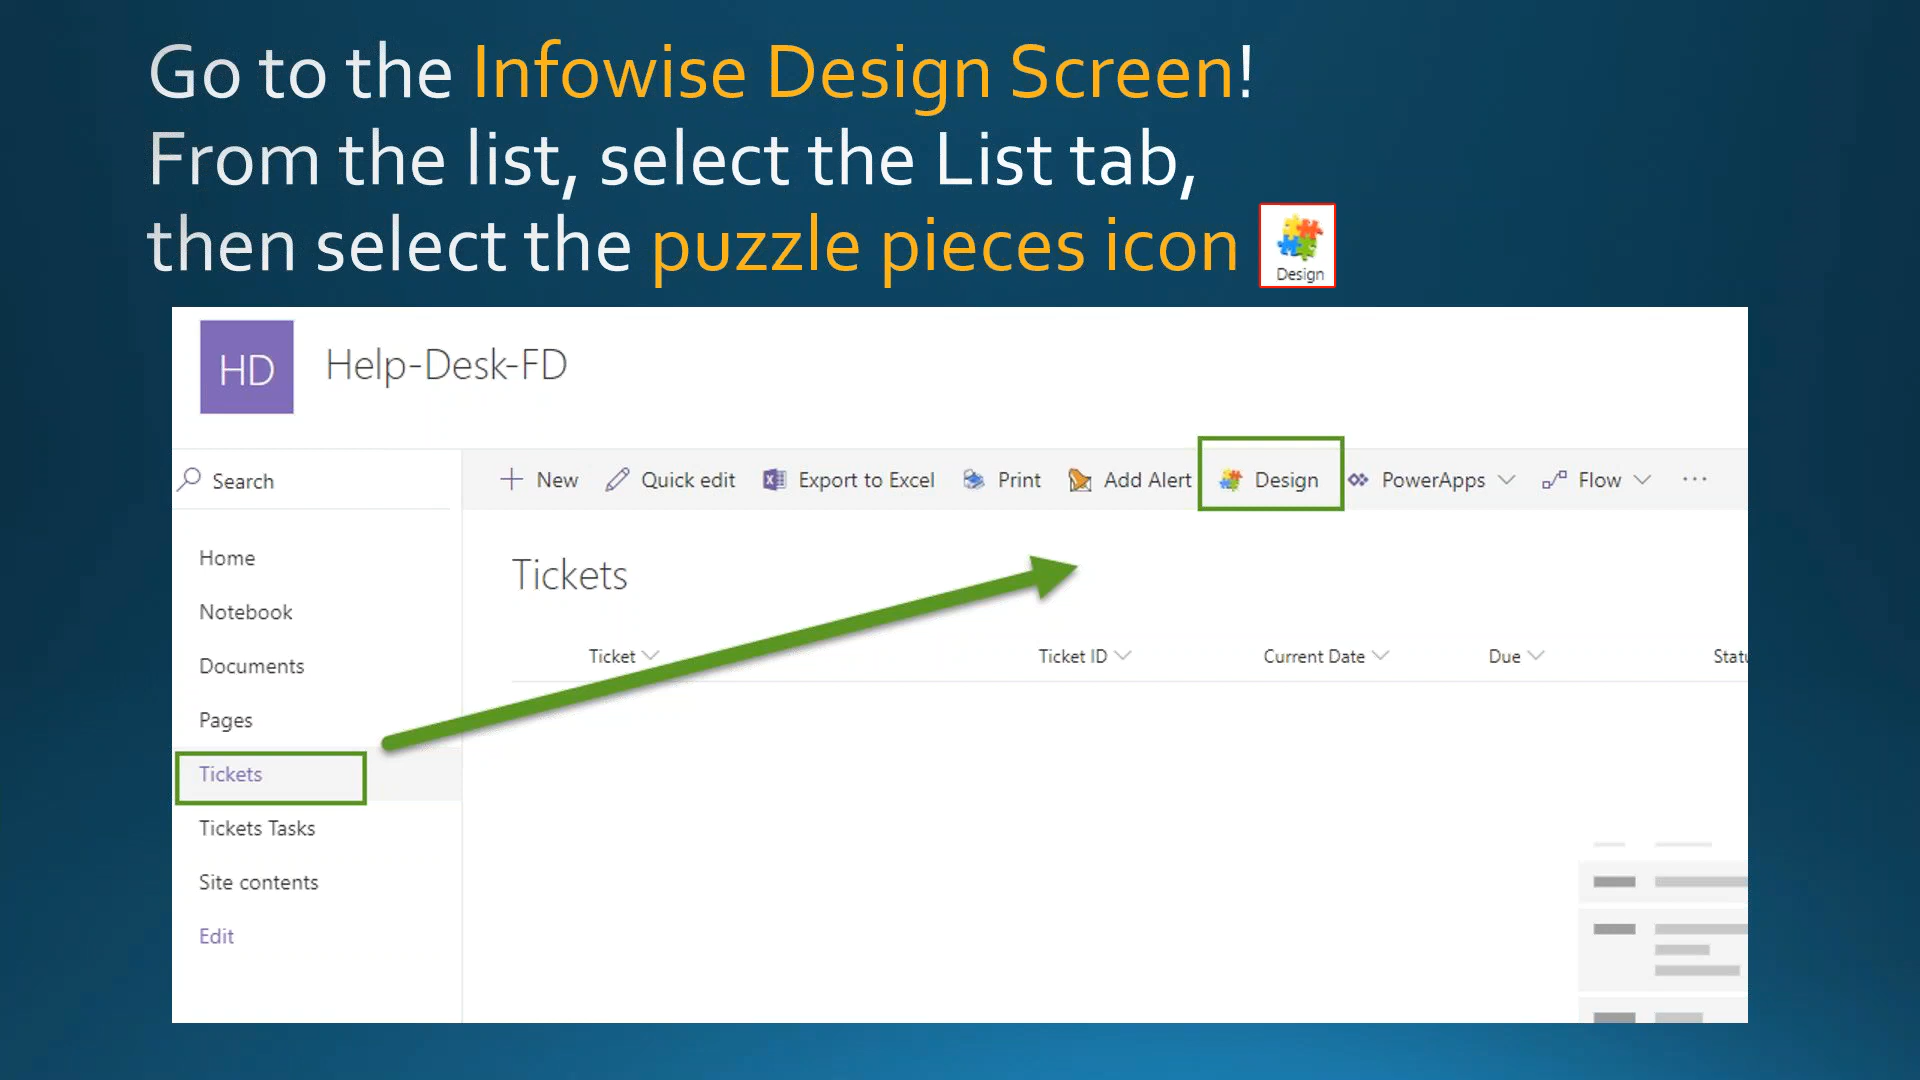 Go to the Infowise Design Screen!
From the list, select the List tab,
then select the puzzle pieces icon
Design
HD
Help-Desk-FD
Search
New
Quick edit
Export to Excel
Print
Add Alert
Design
PowerApps
Flow
Home
Notebook
Documents
Pages
Tickets
Tickets Tasks
Site contents
Edit
Tickets
Ticket
Ticket ID
Current Date
Due
Statu